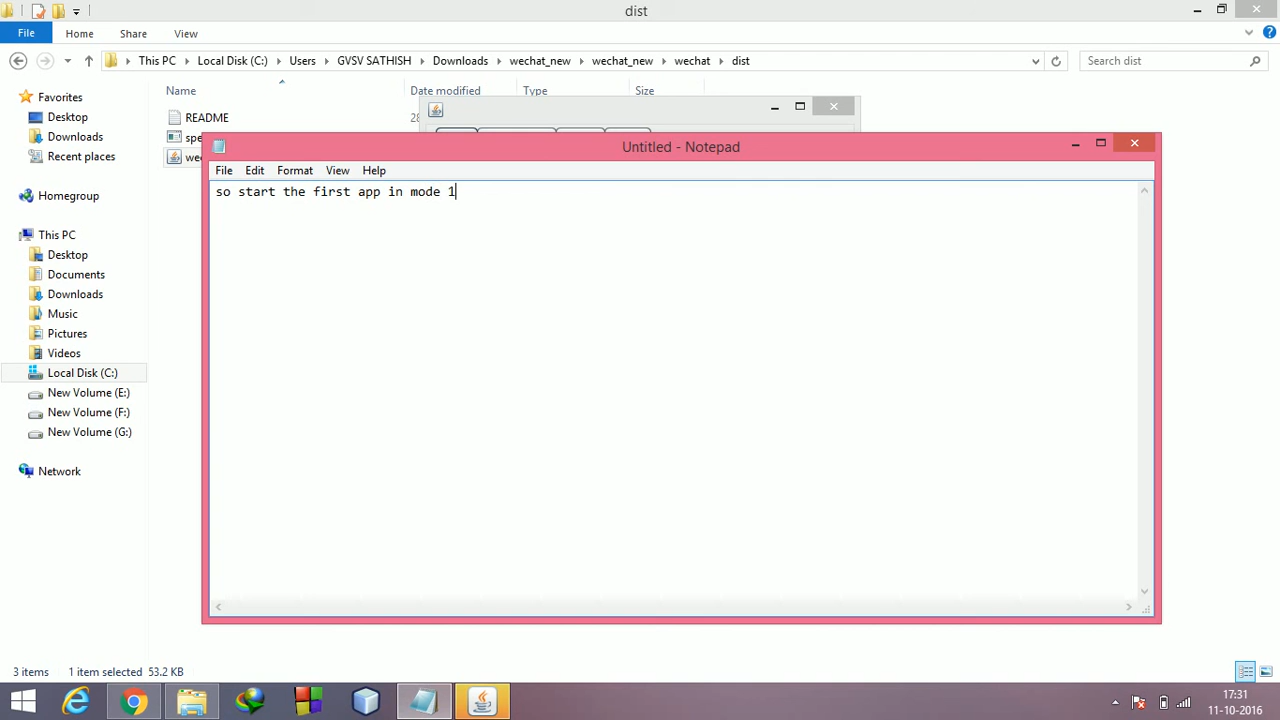 dist
File
Home
Share
View
This PC
Local Disk (C:)
Users
GVSV SATHISH
Downloads
wechat_new
wechat_new
wechat
dist
Search dist
Favorites
Desktop
Downloads
Recent places
Homegroup
This PC
Desktop
Documents
Downloads
Music
Pictures
Videos
Local Disk (C:)
New Volume (E:)
New Volume (F:)
New Volume (G:)
Network
Name
Date modified
Type
Size
README
28
spe
we
Untitled - Notepad
File Edit Format View Help
so start the first app in mode 1
3 items 1 item selected 53.2 KB
17:31
11-10-2016